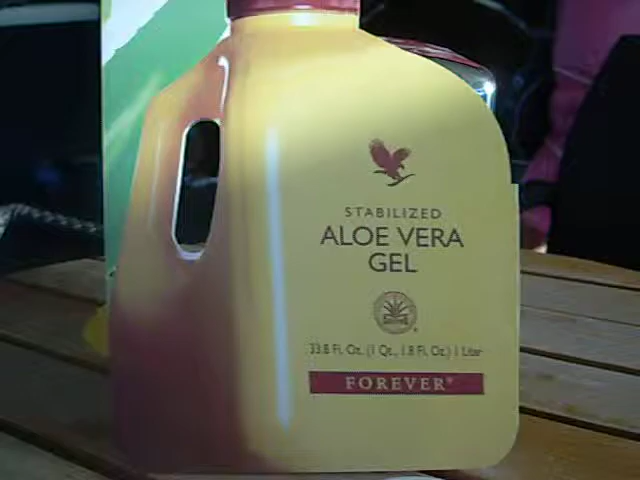 STABILIZED
ALOE VERA
GEL
33.8 Fl. Oz. (1 Qt., 1.8 Fl. Oz.) 1 Liter
FOREVER®